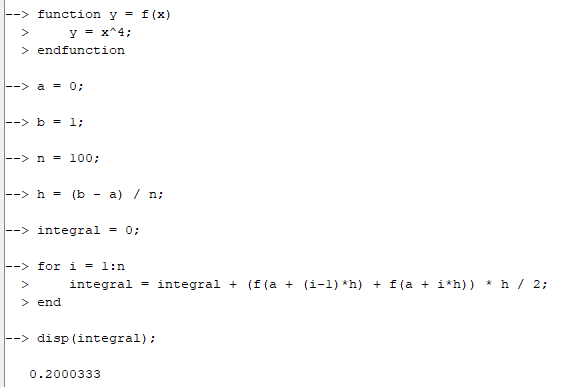 --> function y = f(x)
  >     y = x^4;
  > endfunction
--> a = 0;
--> b = 1;
--> n = 100;
--> h = (b - a) / n;
--> integral = 0;
--> for i = 1:n
  >     integral = integral + (f(a + (i-1)*h) + f(a + i*h)) * h / 2;
  > end
--> disp(integral);
   0.2000333